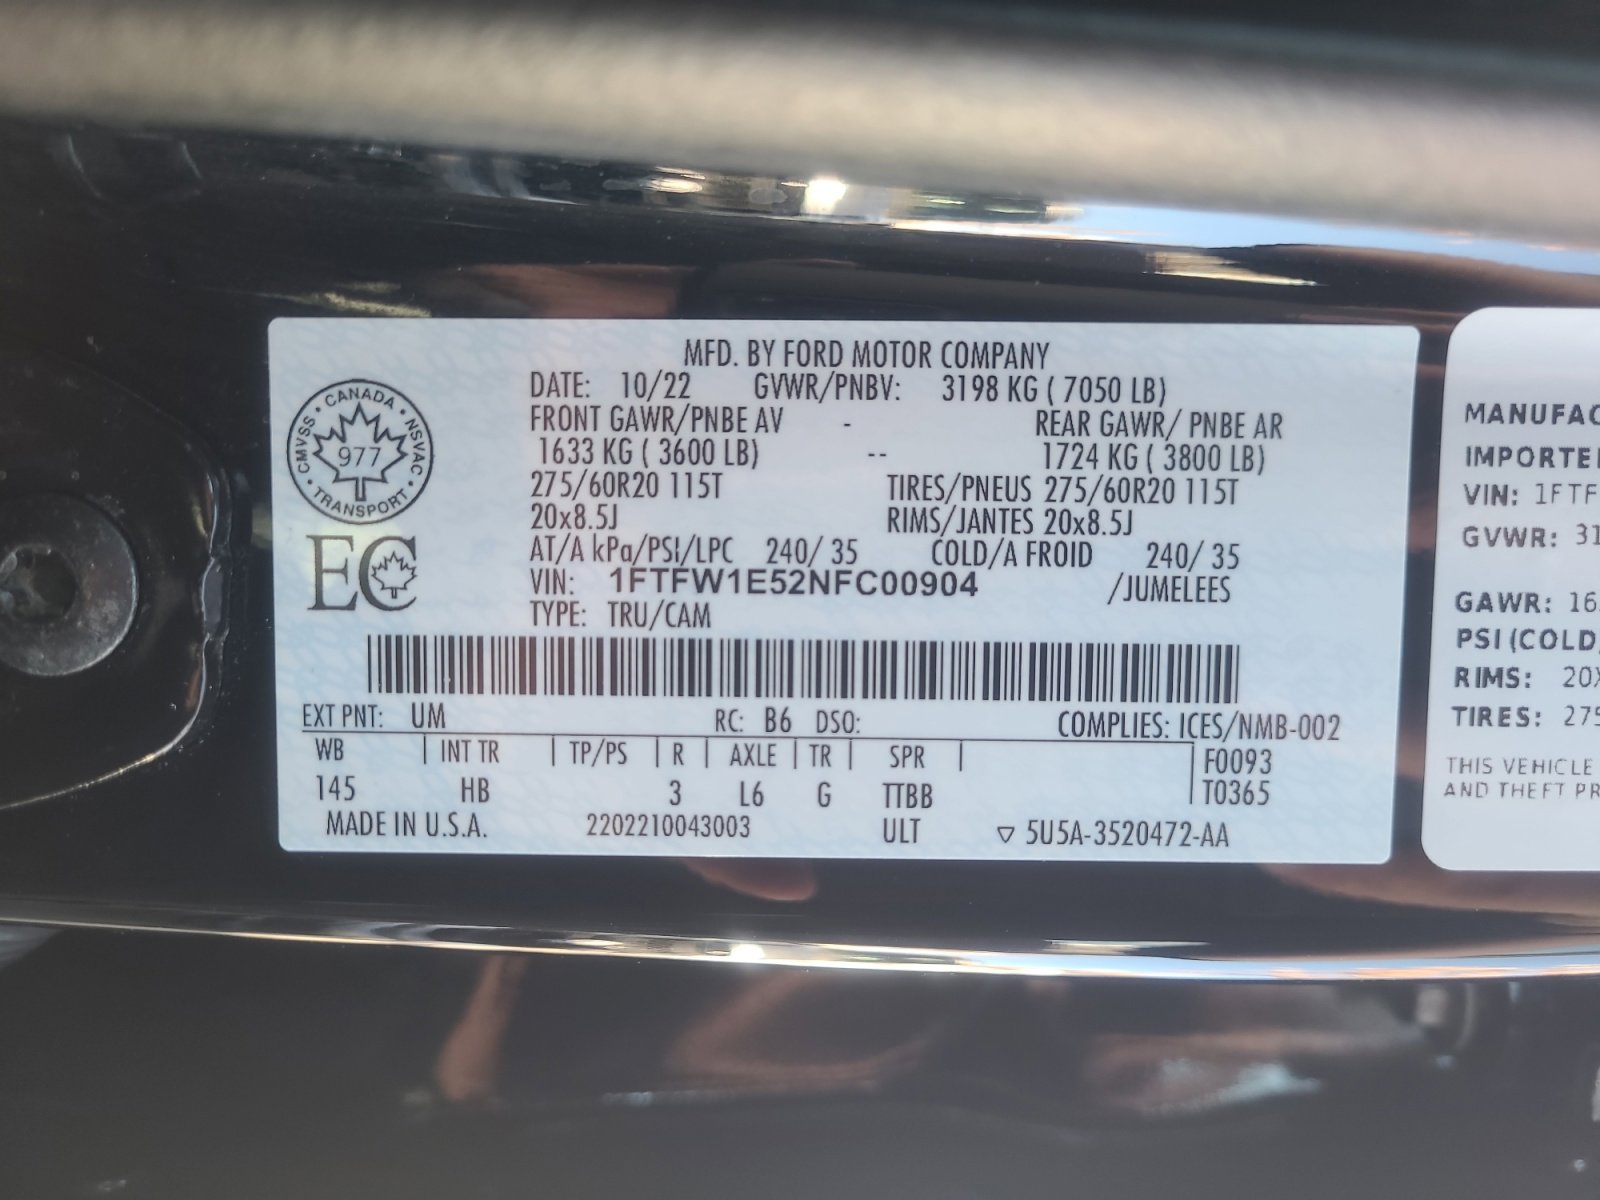 MFD. BY FORD MOTOR COMPANY
DATE: 10/22 GVWR/PNBV: 3198 KG ( 7050 LB)
FRONT GAWR/PNBE AV - REAR GAWR/ PNBE AR
1633 KG ( 3600 LB) -- 1724 KG ( 3800 LB)
275/60R20 115T TIRES/PNEUS 275/60R20 115T
20x8.5J RIMS/JANTES 20x8.5J
AT/A kPa/PSI/LPC 240/ 35 COLD/A FROID 240/ 35
VIN: 1FTFW1E52NFC00904 /JUMELEES
TYPE: TRU/CAM
CANADA • NSVAC • TRANSPORT • CMVSS •
977
EC
EXT PNT: UM RC: B6 DSO: COMPLIES: ICES/NMB-002
WB | INT TR | TP/PS | R | AXLE | TR | SPR | F0093
145 HB 3 L6 G TTBB T0365
MADE IN U.S.A. 2202210043003 ULT ▽ 5U5A-3520472-AA
MANUFAC
IMPORTE
VIN: 1FTF
GVWR: 31
GAWR: 16
PSI (COLD
RIMS: 20X
TIRES: 275
THIS VEHICLE
AND THEFT PR